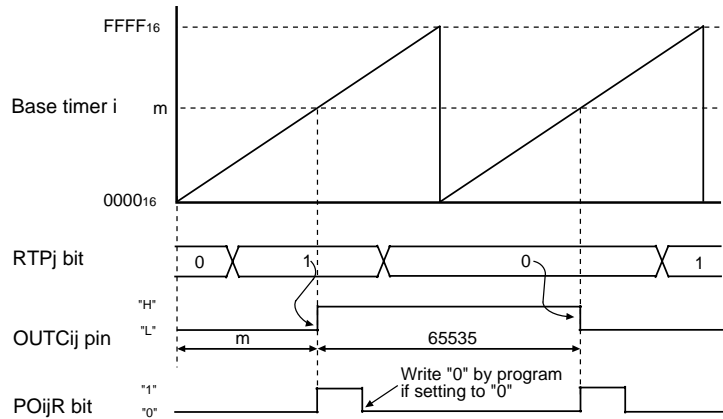 FFFF16
Base timer i
m
000016
RTPj bit
0
1
0
1
"H"
OUTCij pin
"L"
m
65535
Write "0" by program
if setting to "0"
POijR bit
"1"
"0"